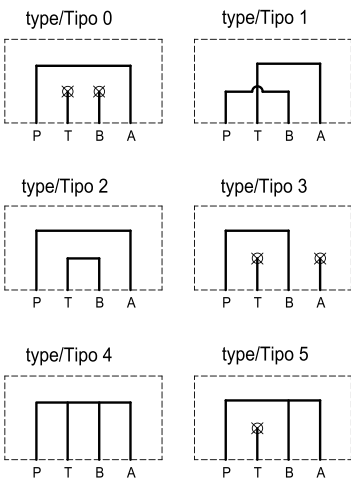 type/Tipo 0
P T B A
type/Tipo 1
P T B A
type/Tipo 2
P T B A
type/Tipo 3
P T B A
type/Tipo 4
P T B A
type/Tipo 5
P T B A